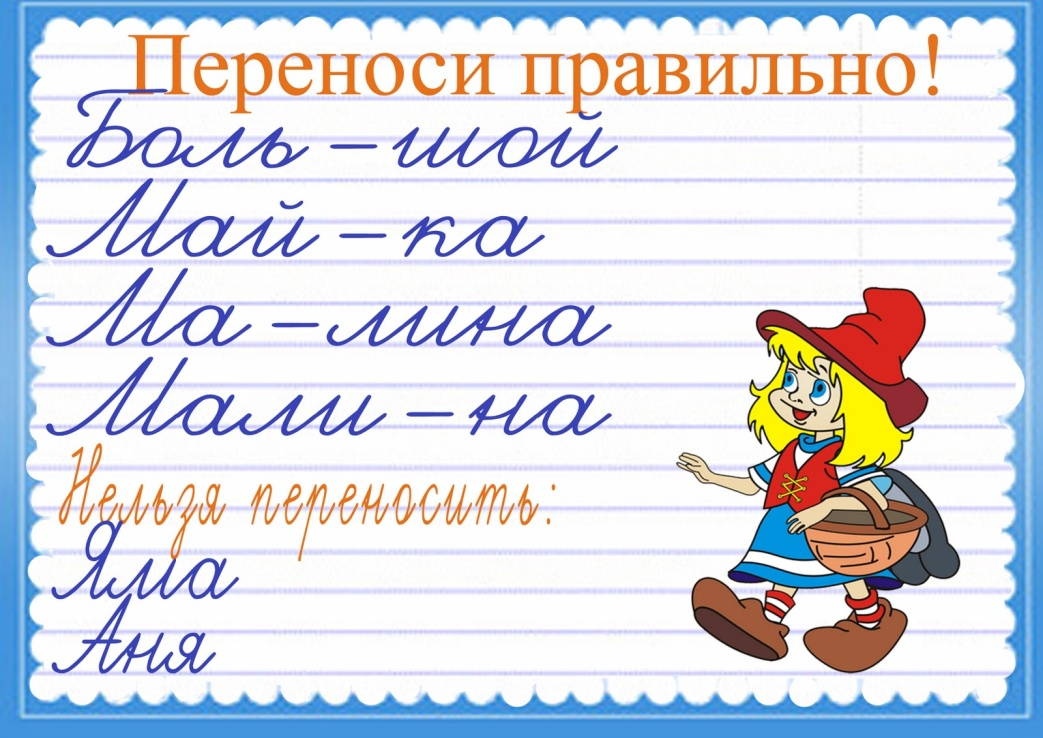 Переноси правильно!
Боль – шой
Май – ка
Ма – лина
Мали – на
Нельзя переносить:
Яма
Аня